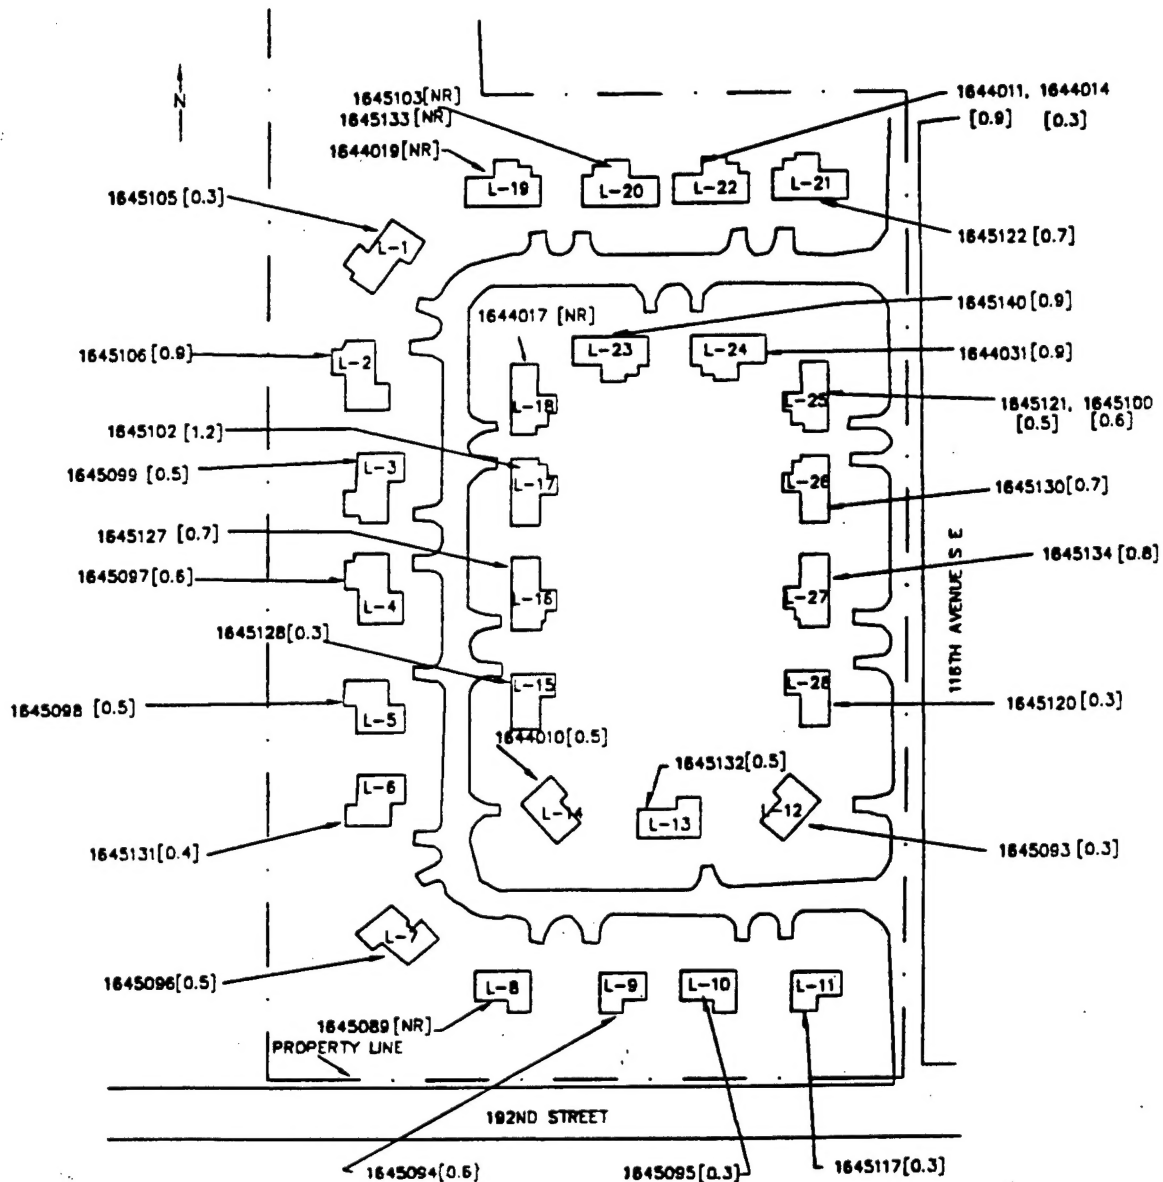 N
1645103[NR]
1645133[NR]
1644019[NR]
1644011, 1644014
[0.9] [0.3]
1645105[0.3]
L-19
L-20
L-22
L-21
1645122[0.7]
L-1
1645140[0.9]
1644017 [NR]
1645106[0.9]
L-2
L-23
L-24
1644031[0.9]
L-18
L-25
1645121, 1645100
[0.5] [0.6]
1645102 [1.2]
1645099 [0.5]
L-3
L-17
L-26
1645130[0.7]
1645127 [0.7]
1645134[0.8]
1645097[0.6]
L-4
L-16
L-27
118TH AVENUE S E
1645128[0.3]
L-15
L-28
1645098 [0.5]
L-5
1645120[0.3]
1644010[0.5]
1645132[0.5]
L-6
L-14
L-13
L-12
1645131[0.4]
1645093[0.3]
L-7
1645096[0.5]
L-8
L-9
L-10
L-11
1645089[NR]
PROPERTY LINE
192ND STREET
1645094[0.6]
1645095[0.3]
1645117[0.3]